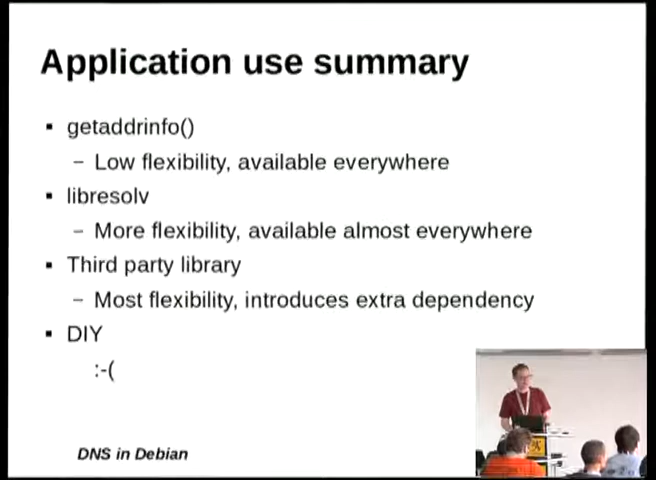 Application use summary
▪ getaddrinfo()
– Low flexibility, available everywhere
▪ libresolv
– More flexibility, available almost everywhere
▪ Third party library
– Most flexibility, introduces extra dependency
▪ DIY
:-(
DNS in Debian